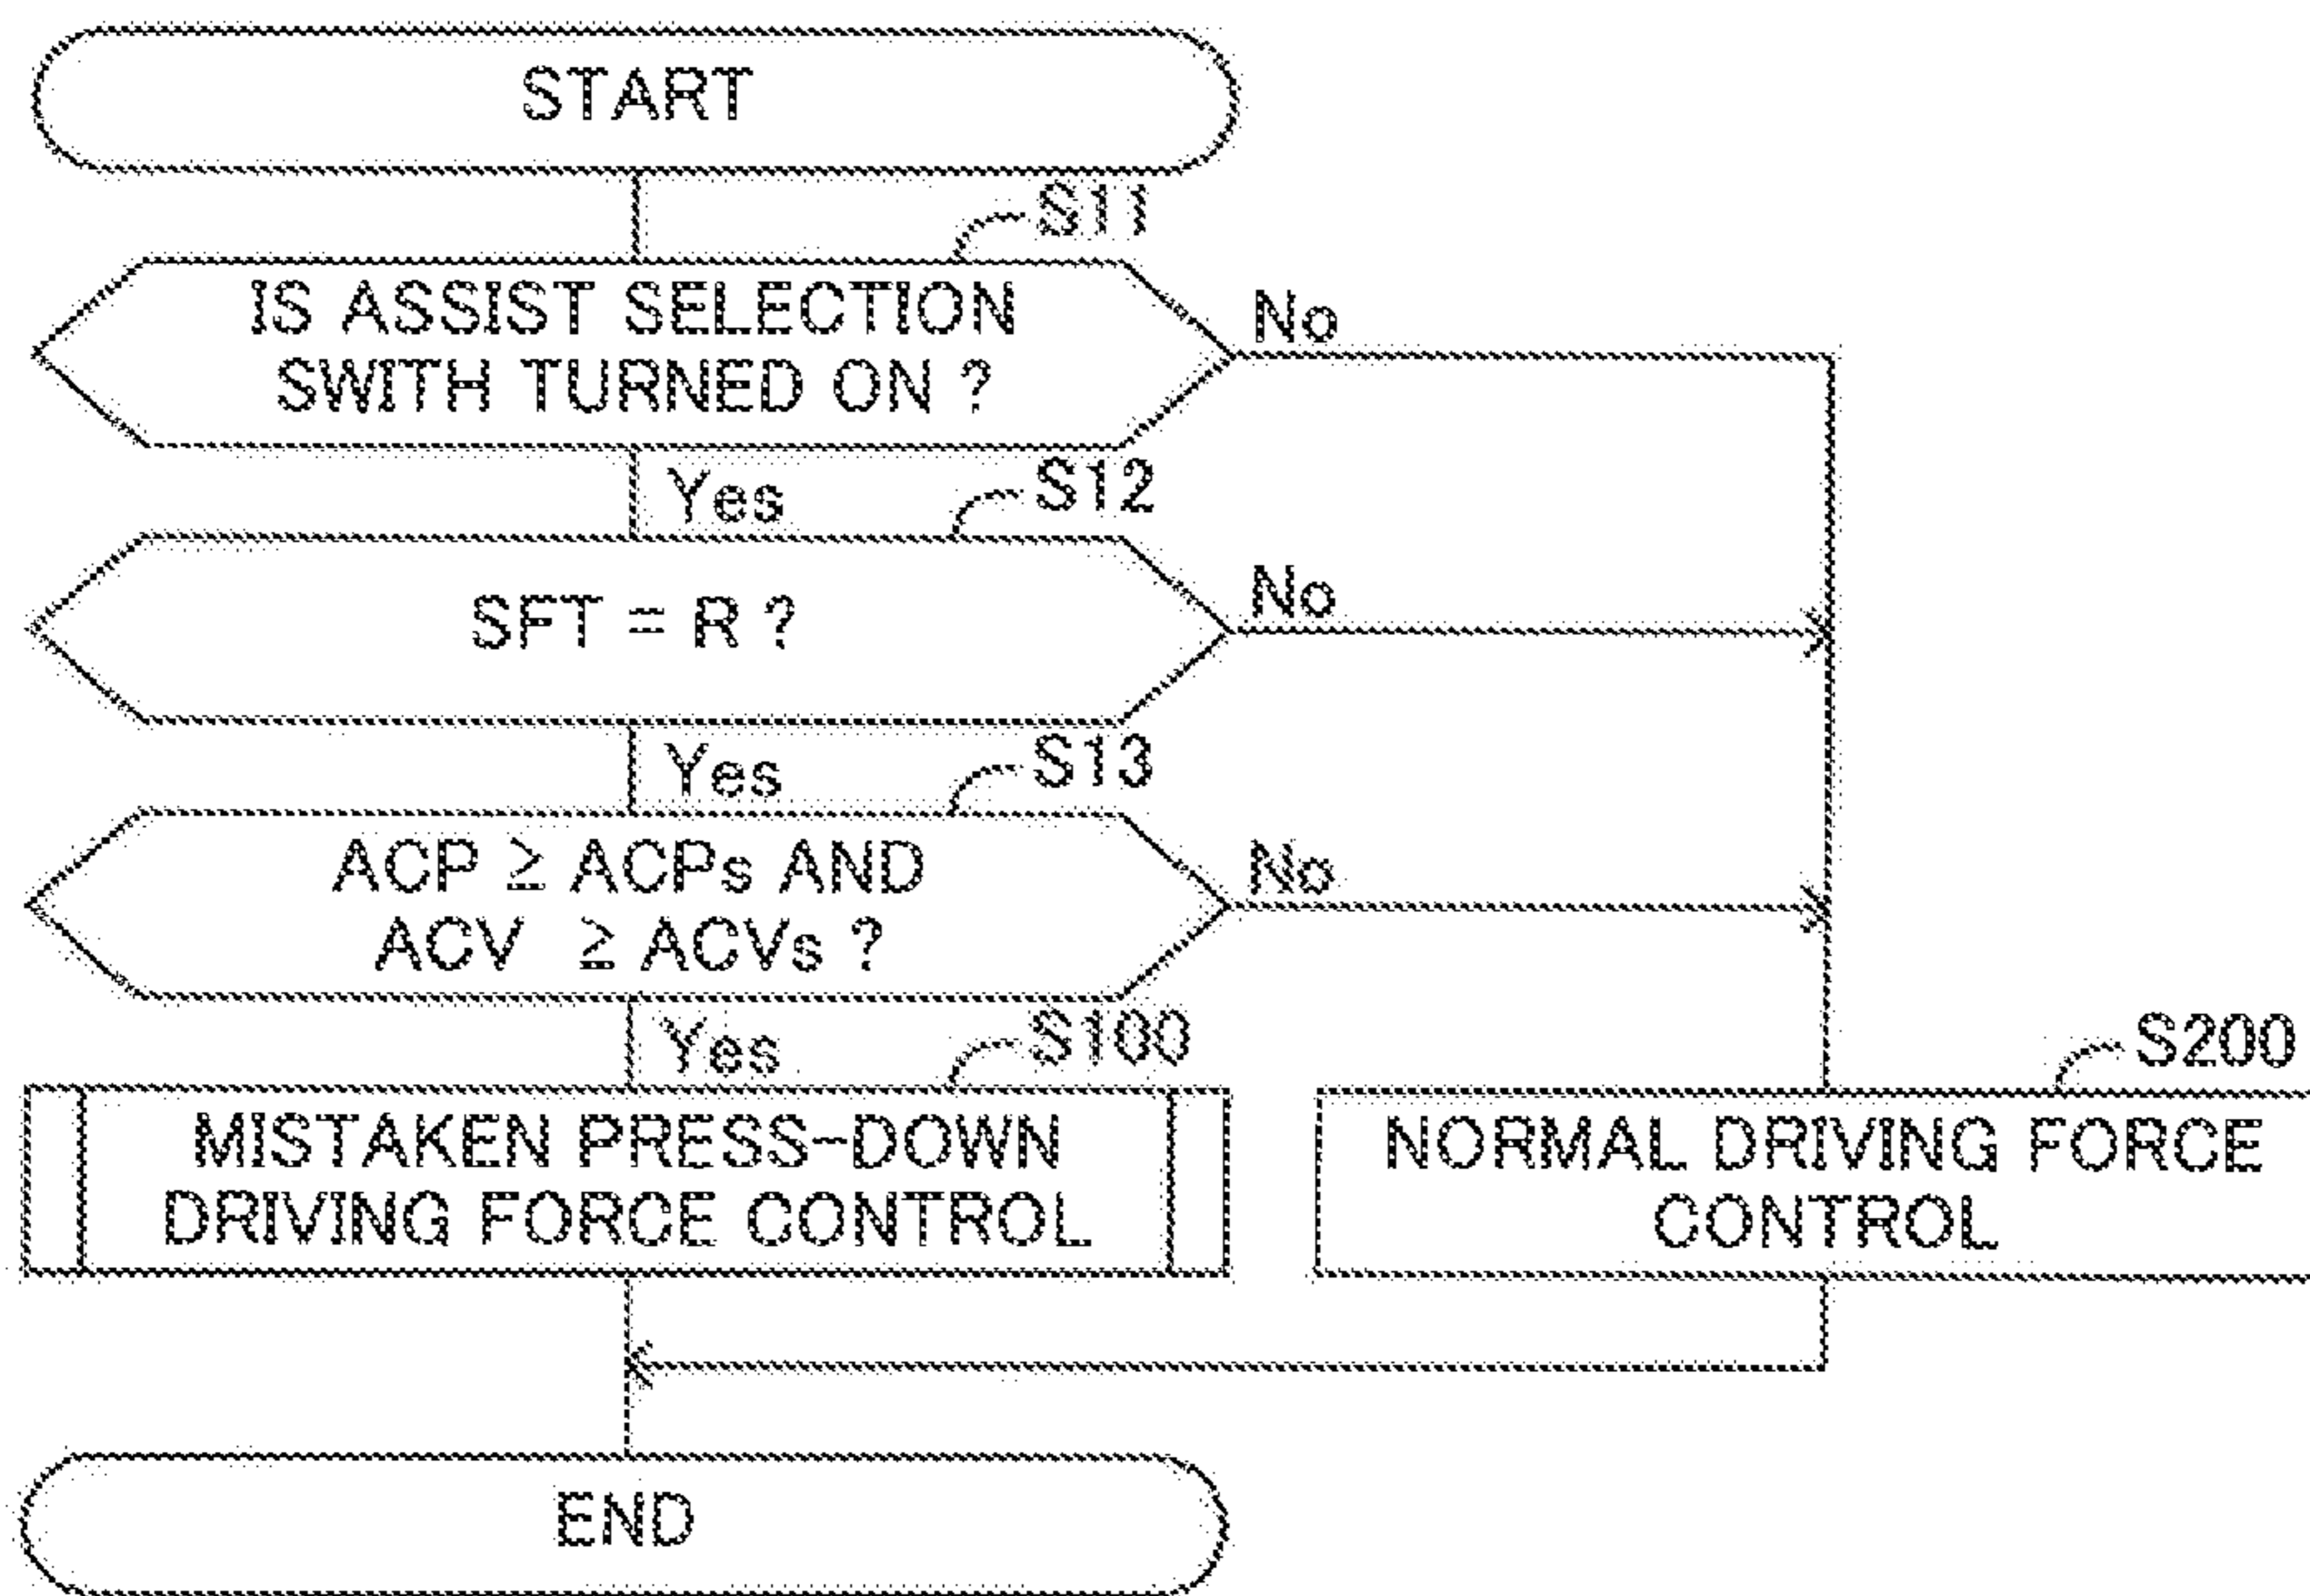 START
S11
IS ASSIST SELECTION
SWITH TURNED ON ?
No
Yes
S12
SFT = R ?
No
Yes
S13
ACP ≧ ACPs AND
ACV ≧ ACVs ?
No
Yes
S100
S200
MISTAKEN PRESS-DOWN
DRIVING FORCE CONTROL
NORMAL DRIVING FORCE
CONTROL
END